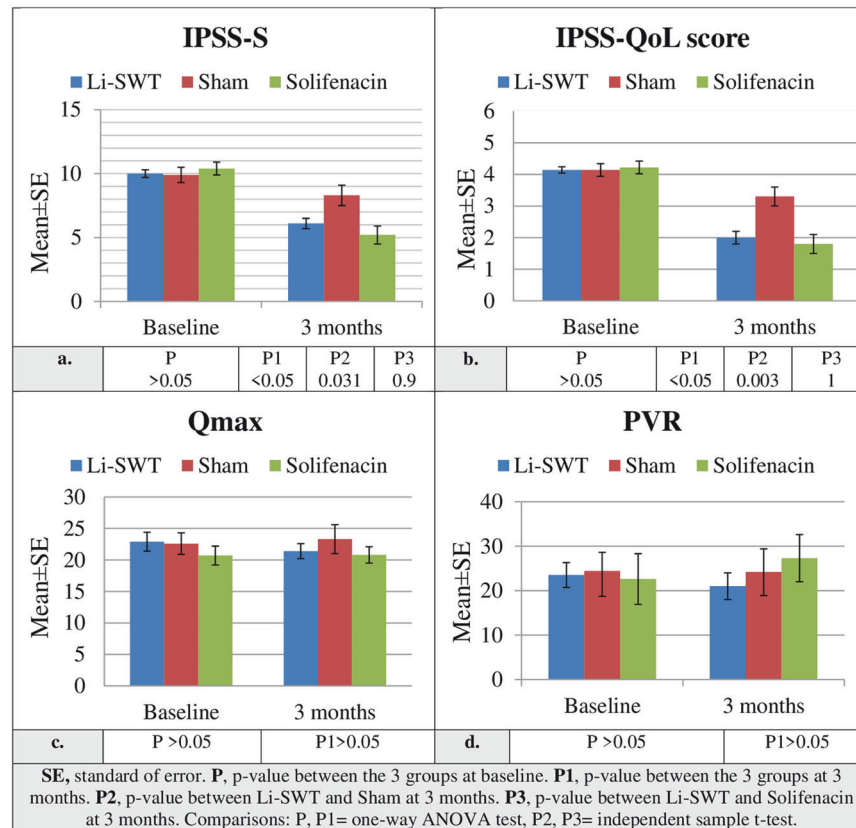 IPSS-S
Li-SWT Sham Solifenacin
15
10
5
0
Mean±SE
Baseline 3 months
a. P P1 P2 P3
>0.05 <0.05 0.031 0.9
IPSS-QoL score
Li-SWT Sham Solifenacin
6
5
4
3
2
1
0
Mean±SE
Baseline 3 months
b. P P1 P2 P3
>0.05 <0.05 0.003 1
Qmax
Li-SWT Sham Solifenacin
30
25
20
15
10
5
0
Mean±SE
Baseline 3 months
c. P >0.05 P1>0.05
PVR
Li-SWT Sham Solifenacin
40
30
20
10
0
Mean±SE
Baseline 3 months
d. P >0.05 P1>0.05
SE, standard of error. P, p-value between the 3 groups at baseline. P1, p-value between the 3 groups at 3
months. P2, p-value between Li-SWT and Sham at 3 months. P3, p-value between Li-SWT and Solifenacin
at 3 months. Comparisons: P, P1= one-way ANOVA test, P2, P3= independent sample t-test.